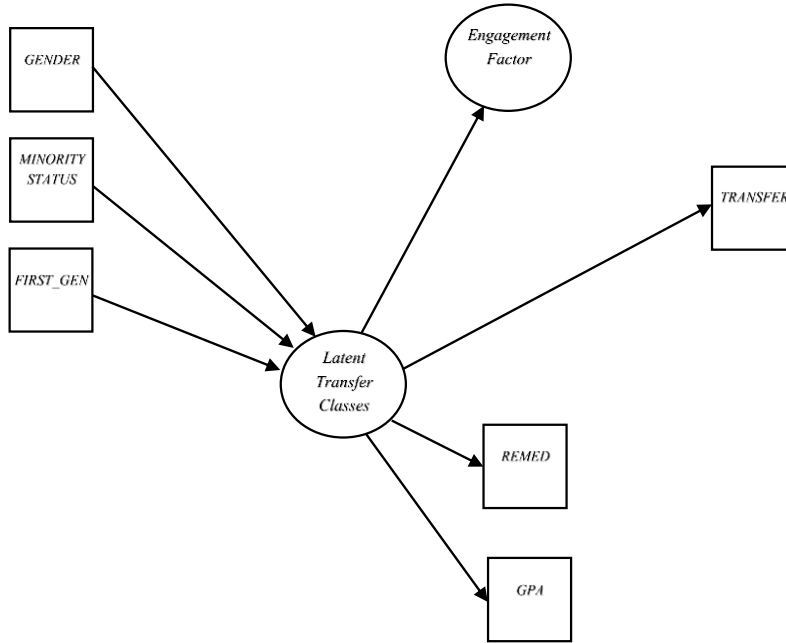 GENDER
Engagement
Factor
MINORITY
STATUS
TRANSFER
FIRST_GEN
Latent
Transfer
Classes
REMED
GPA